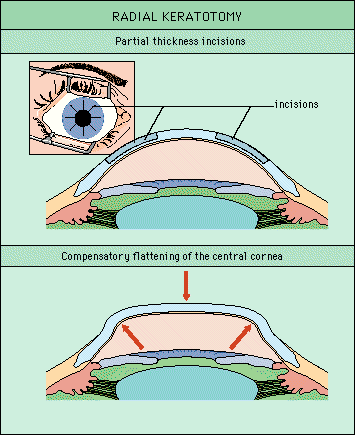 RADIAL KERATOTOMY
Partial thickness incisions
incisions
Compensatory flattening of the central cornea